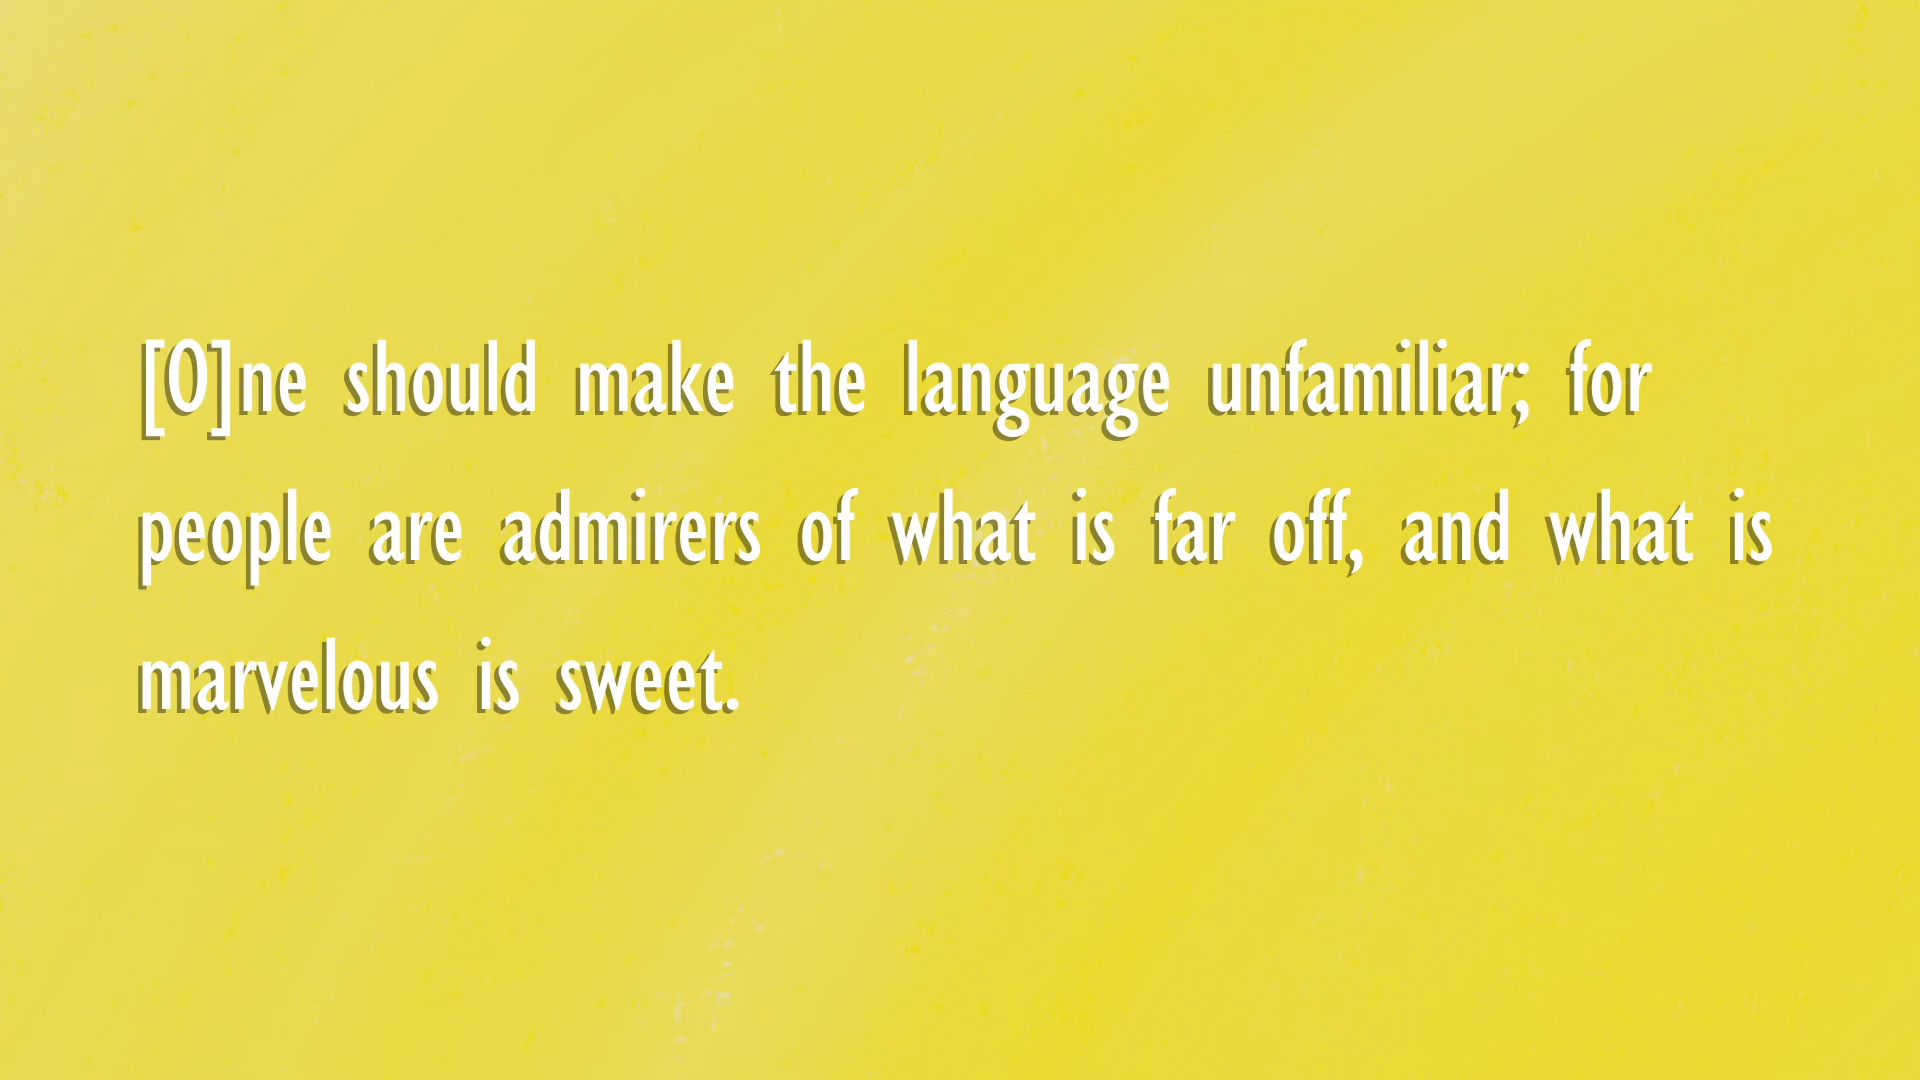 [O]ne should make the language unfamiliar; for
people are admirers of what is far off, and what is
marvelous is sweet.